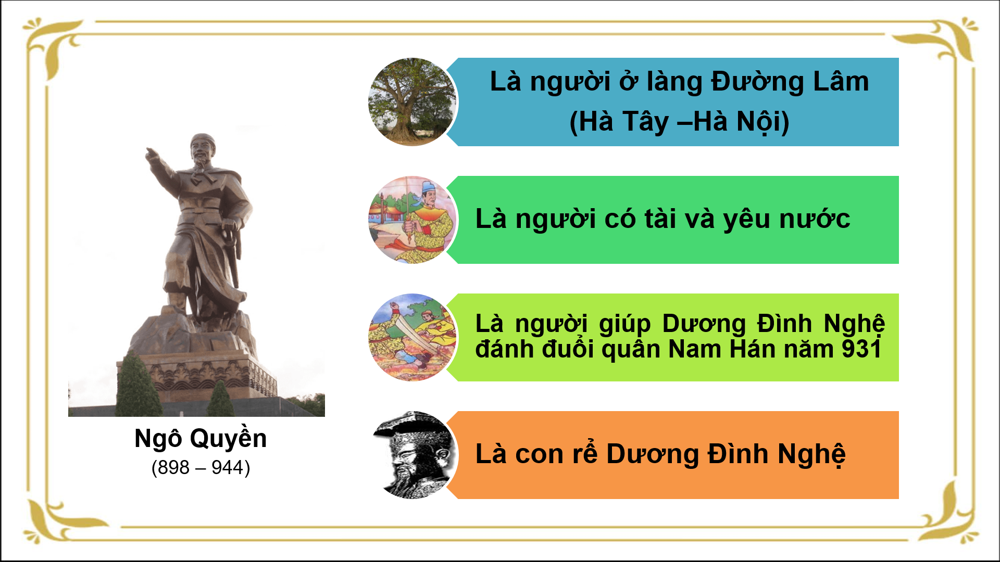 Là người ở làng Đường Lâm
(Hà Tây –Hà Nội)
Là người có tài và yêu nước
Là người giúp Dương Đình Nghệ
đánh đuổi quân Nam Hán năm 931
Là con rể Dương Đình Nghệ
Ngô Quyền
(898 – 944)